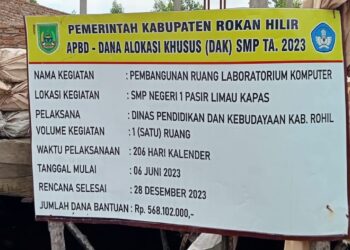 PEMERINTAH KABUPATEN ROKAN HILIR
APBD - DANA ALOKASI KHUSUS (DAK) SMP TA. 2023
NAMA KEGIATAN : PEMBANGUNAN RUANG LABORATORIUM KOMPUTER
LOKASI KEGIATAN : SMP NEGERI 1 PASIR LIMAU KAPAS
PELAKSANA : DINAS PENDIDIKAN DAN KEBUDAYAAN KAB. ROHIL
VOLUME KEGIATAN : 1 (SATU) RUANG
WAKTU PELAKSANAAN : 206 HARI KALENDER
TANGGAL MULAI : 06 JUNI 2023
RENCANA SELESAI : 28 DESEMBER 2023
JUMLAH DANA BANTUAN : Rp. 568.102.000,-